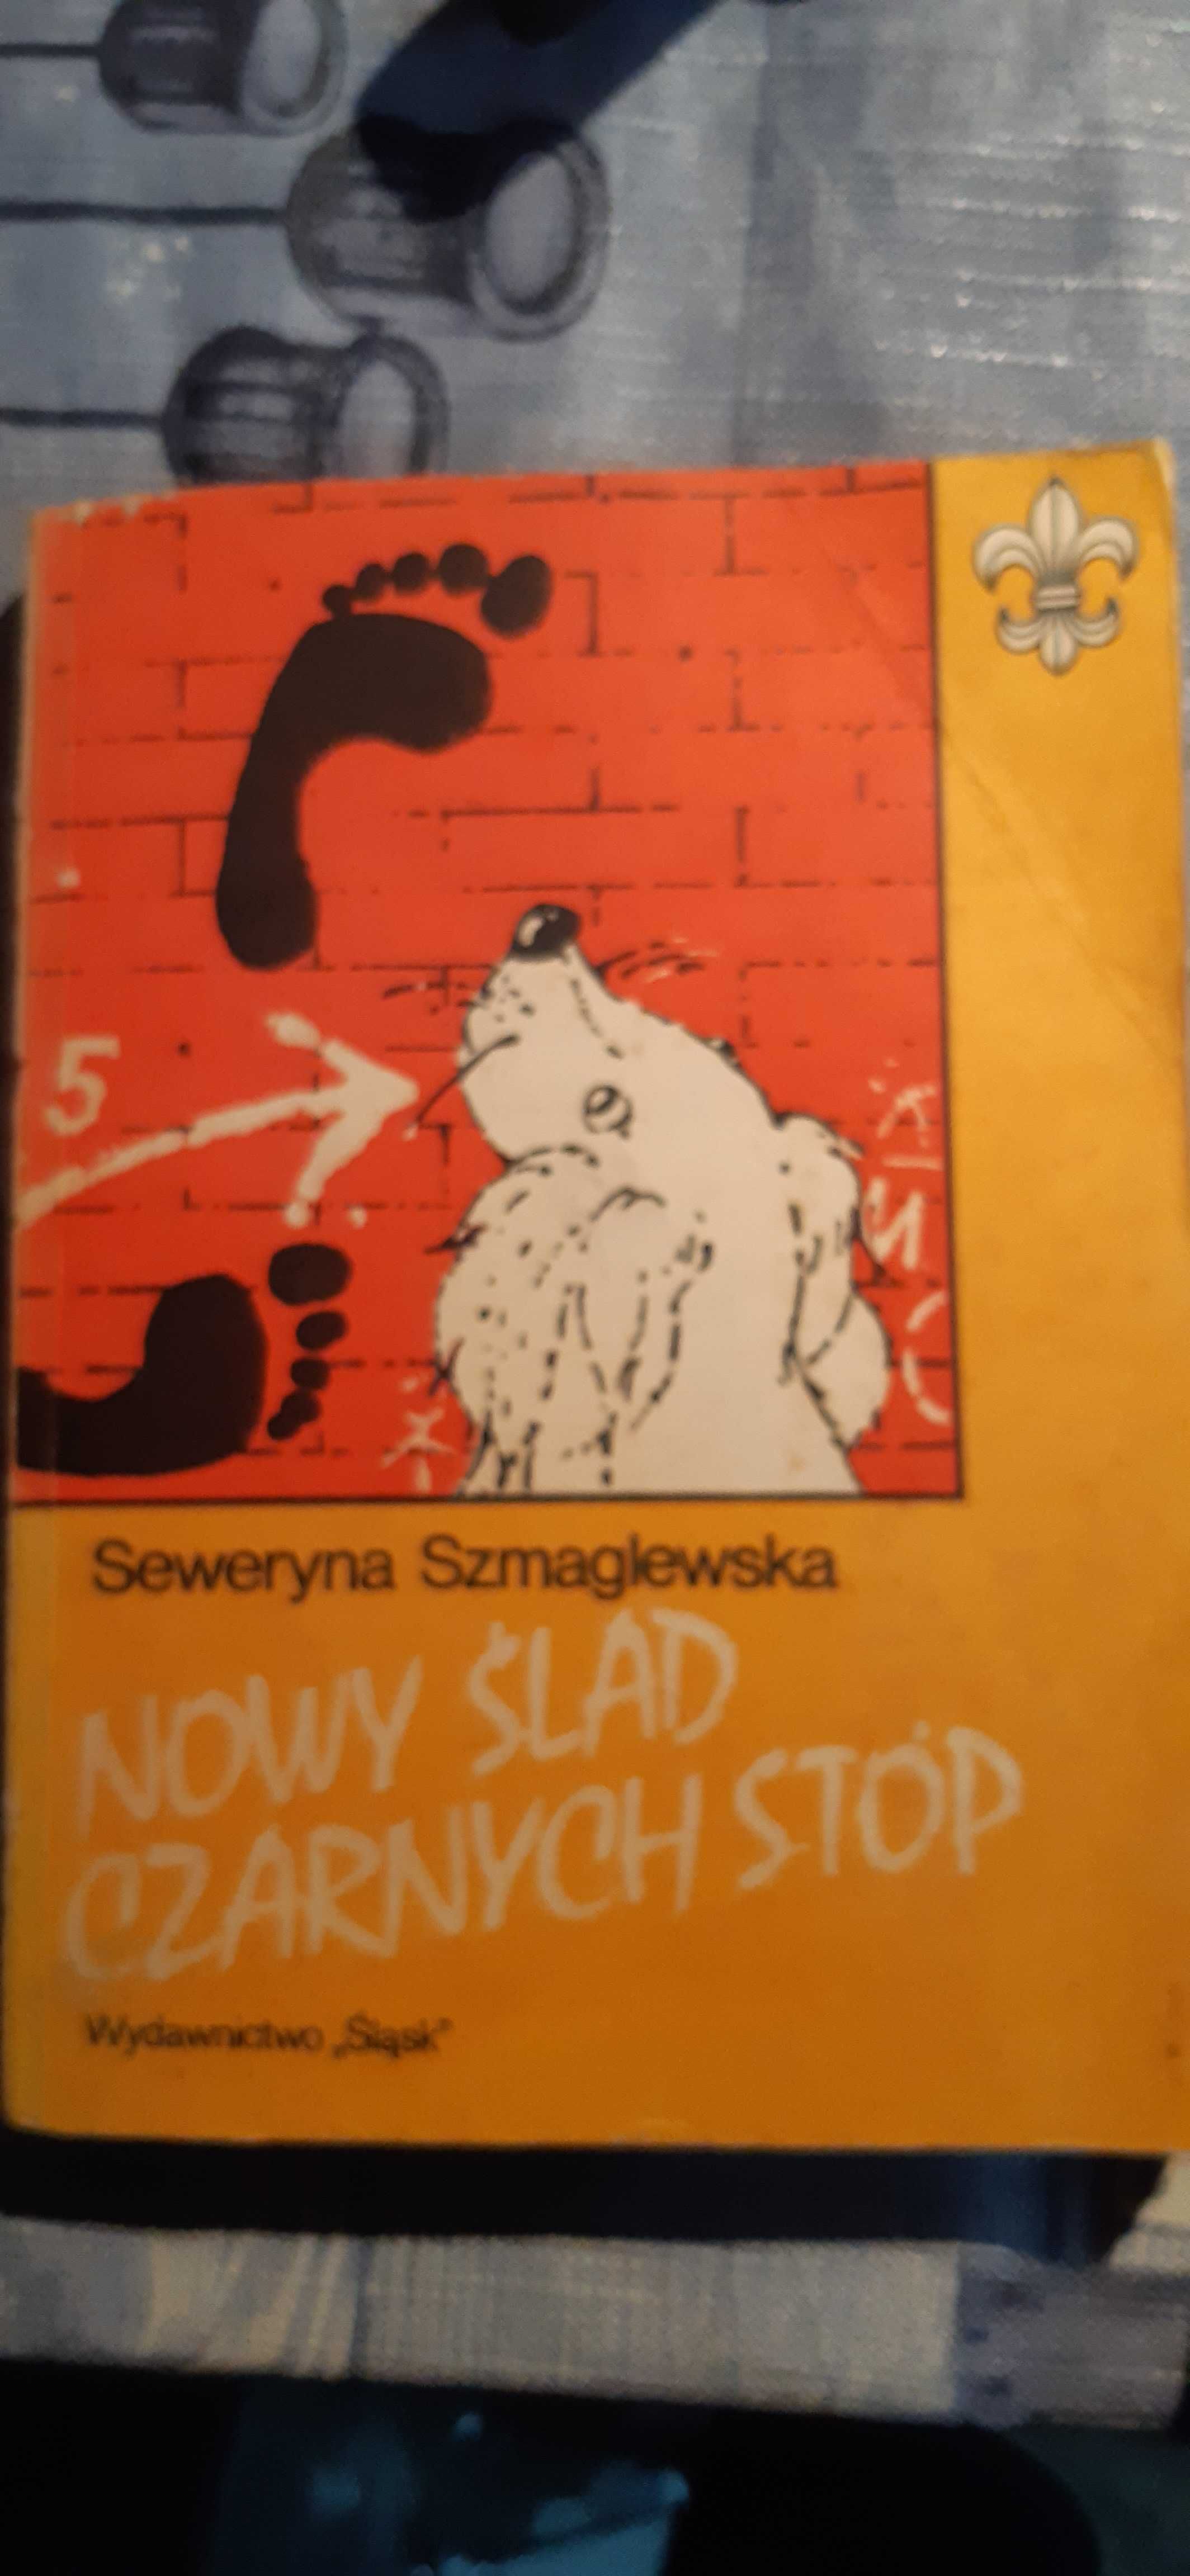 5
Seweryna Szmaglewska
NOWY ŚLAD
CZARNYCH STÓP
Wydawnictwo „Śląsk”